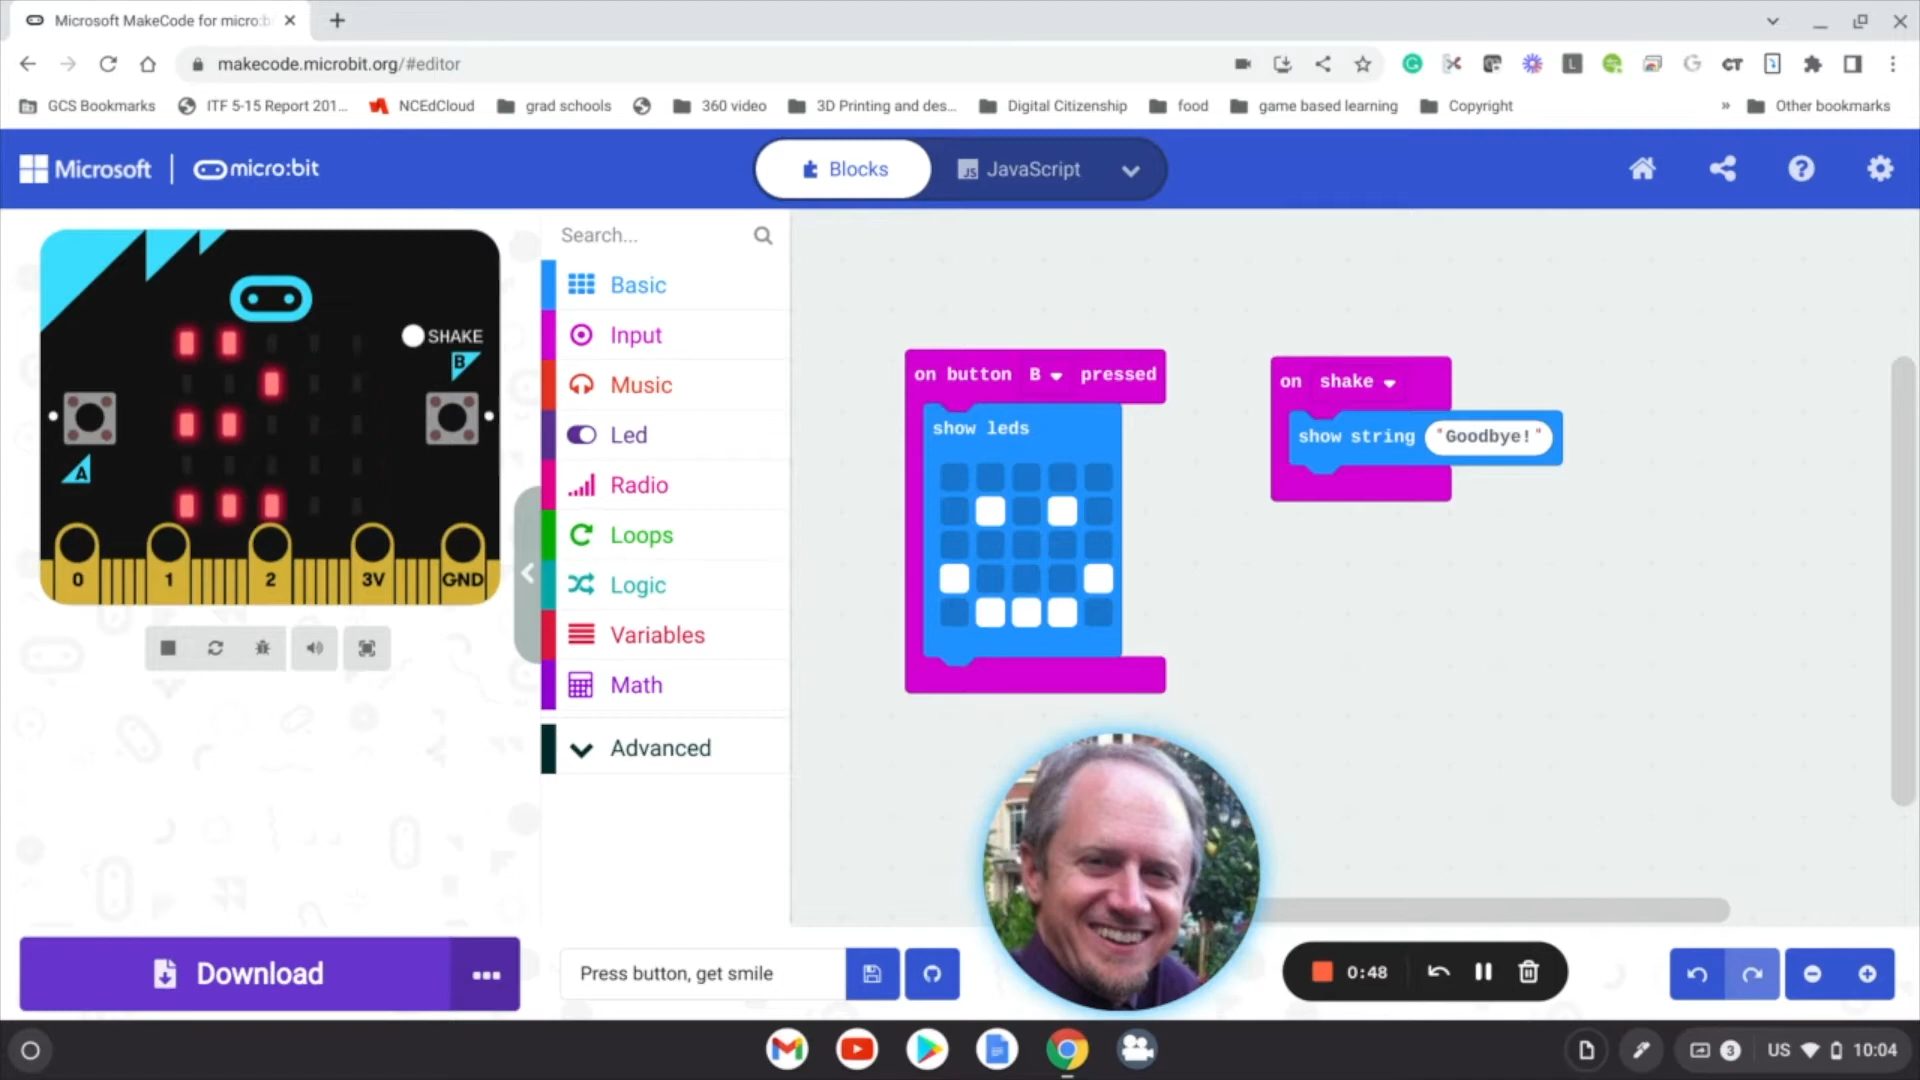 Microsoft MakeCode for micro:b
makecode.microbit.org/#editor
GCS Bookmarks
ITF 5-15 Report 201...
NCEdCloud
grad schools
360 video
3D Printing and des...
Digital Citizenship
food
game based learning
Copyright
»
Other bookmarks
Microsoft
micro:bit
Blocks
JS JavaScript
SHAKE
B
A
0 1 2 3V GND
Search...
Basic
Input
Music
Led
Radio
Loops
Logic
Variables
Math
Advanced
on button B pressed
show leds
on shake
show string "Goodbye!"
Download
Press button, get smile
0:48
3
US
10:04